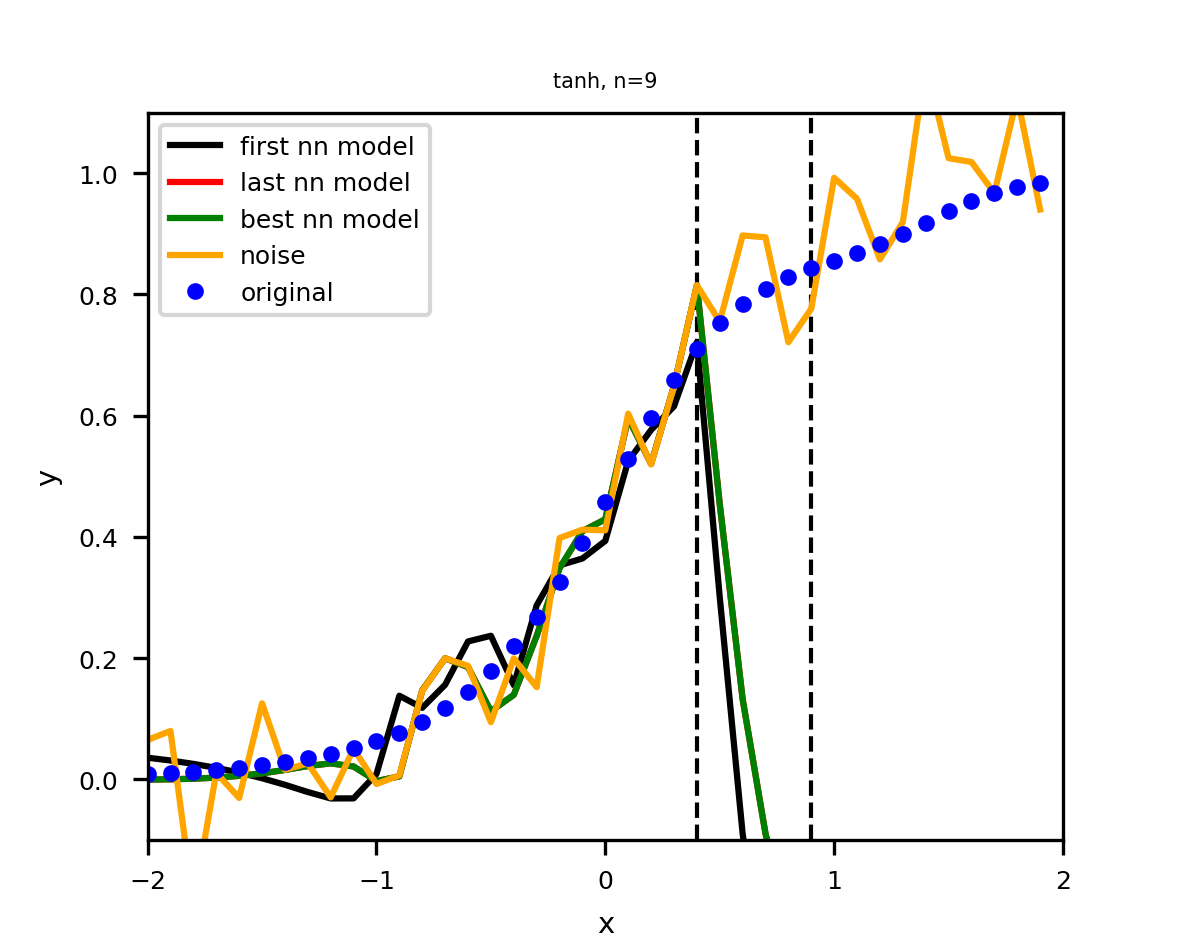 tanh, n=9
first nn model
last nn model
best nn model
noise
original
1.0
0.8
0.6
0.4
0.2
0.0
y
−2
−1
0
1
2
x